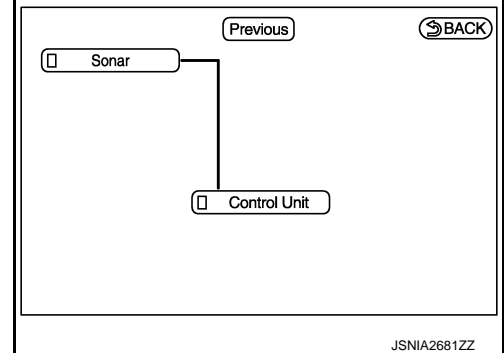 Previous
BACK
Sonar
Control Unit
JSNIA2681ZZ